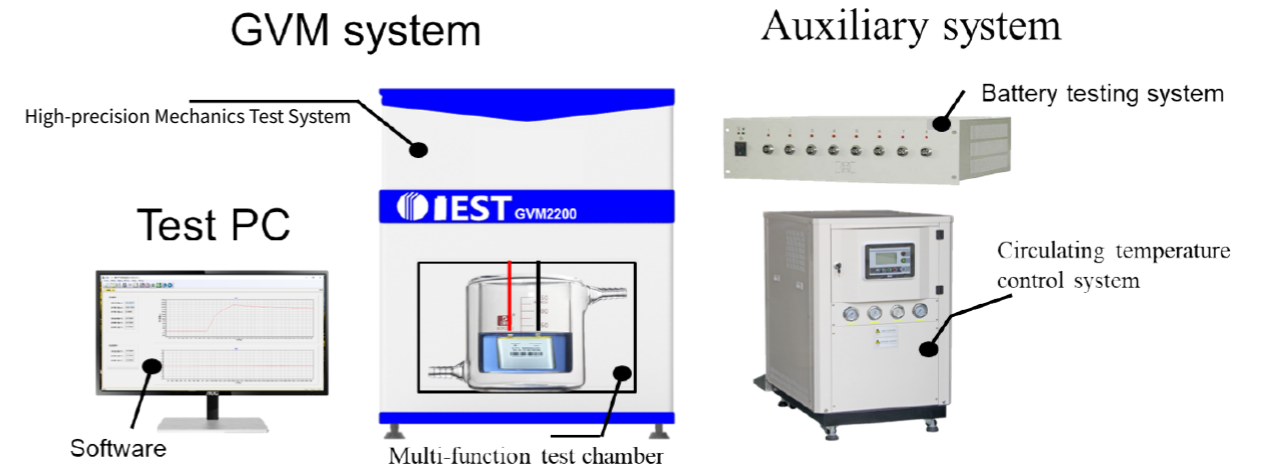 GVM system
Auxiliary system
High-precision Mechanics Test System
Battery testing system
IEST GVM2200
Test PC
Circulating temperature
control system
Software
Multi-function test chamber